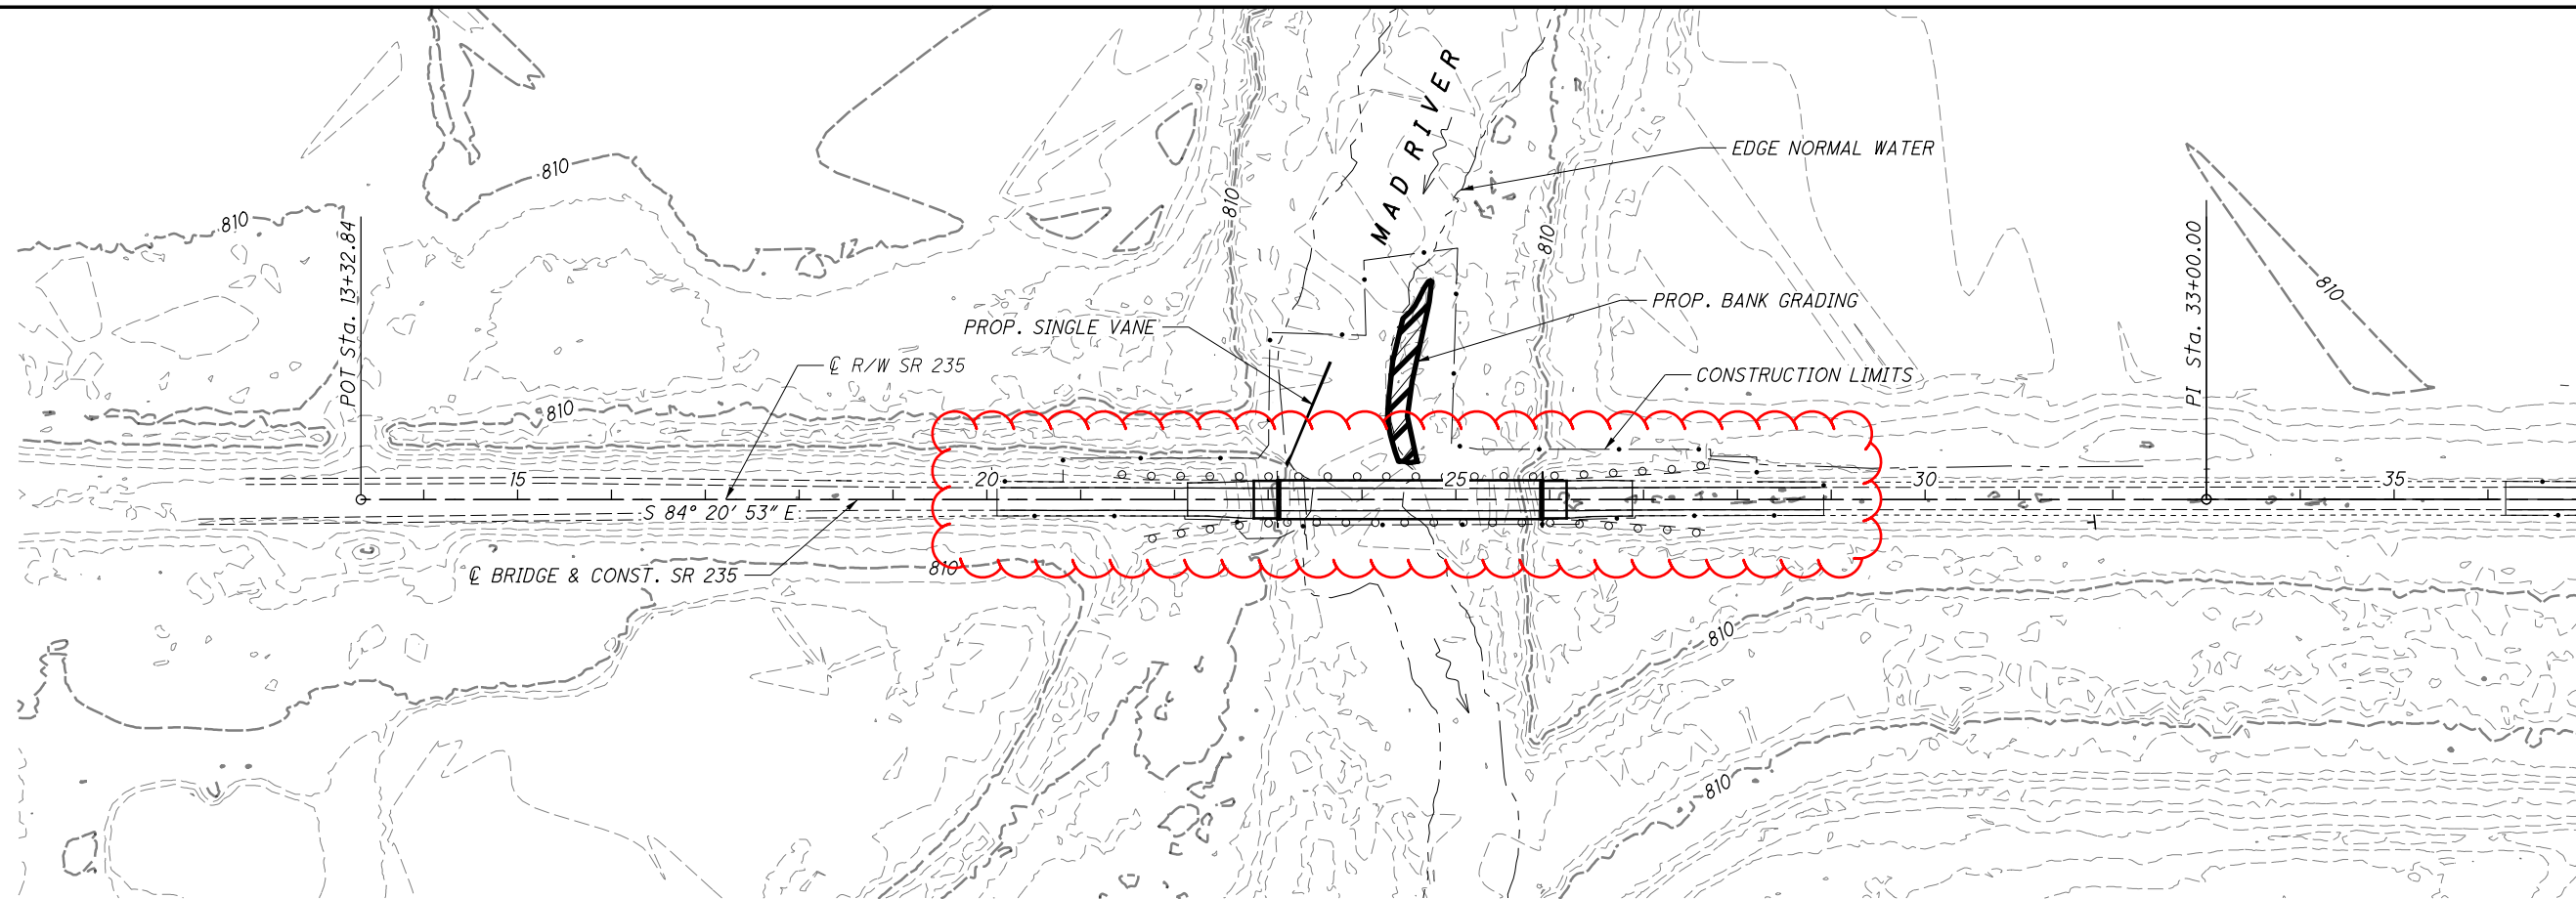 MAD RIVER
EDGE NORMAL WATER
810
810
810
810
810
810
POT Sta. 13+32.84
PI Sta. 33+00.00
PROP. BANK GRADING
PROP. SINGLE VANE
℄ R/W SR 235
CONSTRUCTION LIMITS
810
15
20
25
30
35
S 84° 20' 53" E
℄ BRIDGE & CONST. SR 235
810
810
810